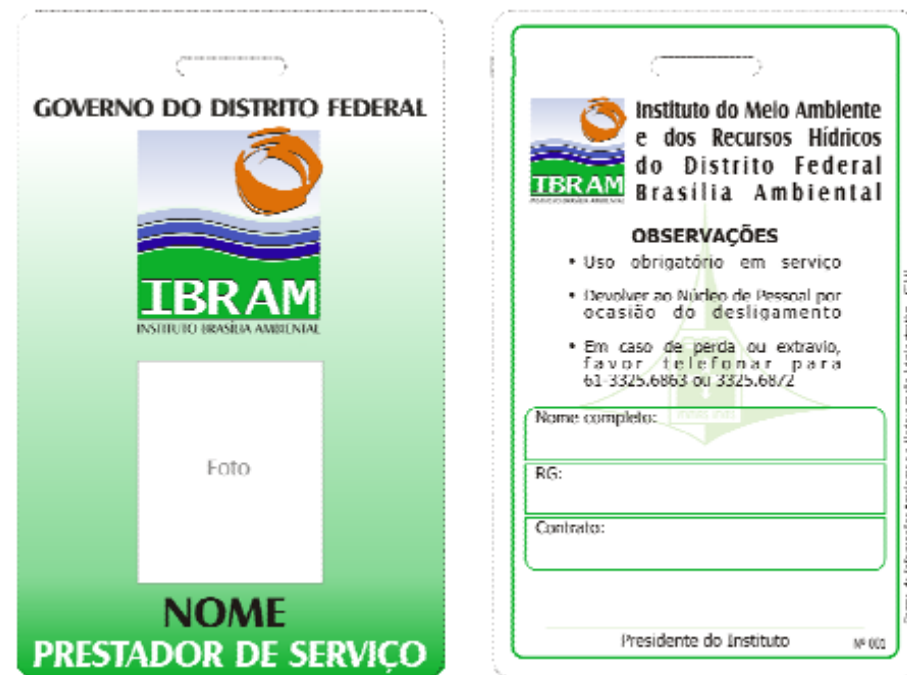 GOVERNO DO DISTRITO FEDERAL
IBRAM
INSTITUTO BRASÍLIA AMBIENTAL
Foto
NOME
PRESTADOR DE SERVIÇO
Instituto do Meio Ambiente
e dos Recursos Hídricos
do Distrito Federal
Brasília Ambiental
IBRAM
INSTITUTO BRASÍLIA AMBIENTAL
OBSERVAÇÕES
• Uso obrigatório em serviço
• Devolver ao Núcleo de Pessoal por
ocasião do desligamento
• Em caso de perda ou extravio,
favor telefonar para
61-3325.6863 ou 3325.6872
Nome completo:
RG:
Contrato:
Presidente do Instituto
Nº 001